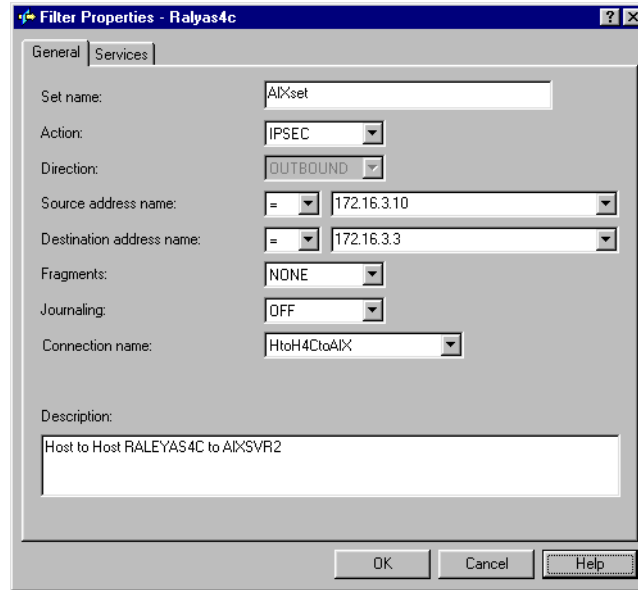 Filter Properties - Ralyas4c
General Services
Set name: AIXset
Action: IPSEC
Direction: OUTBOUND
Source address name: = 172.16.3.10
Destination address name: = 172.16.3.3
Fragments: NONE
Journaling: OFF
Connection name: HtoH4CtoAIX
Description:
Host to Host RALEYAS4C to AIXSVR2
OK Cancel Help